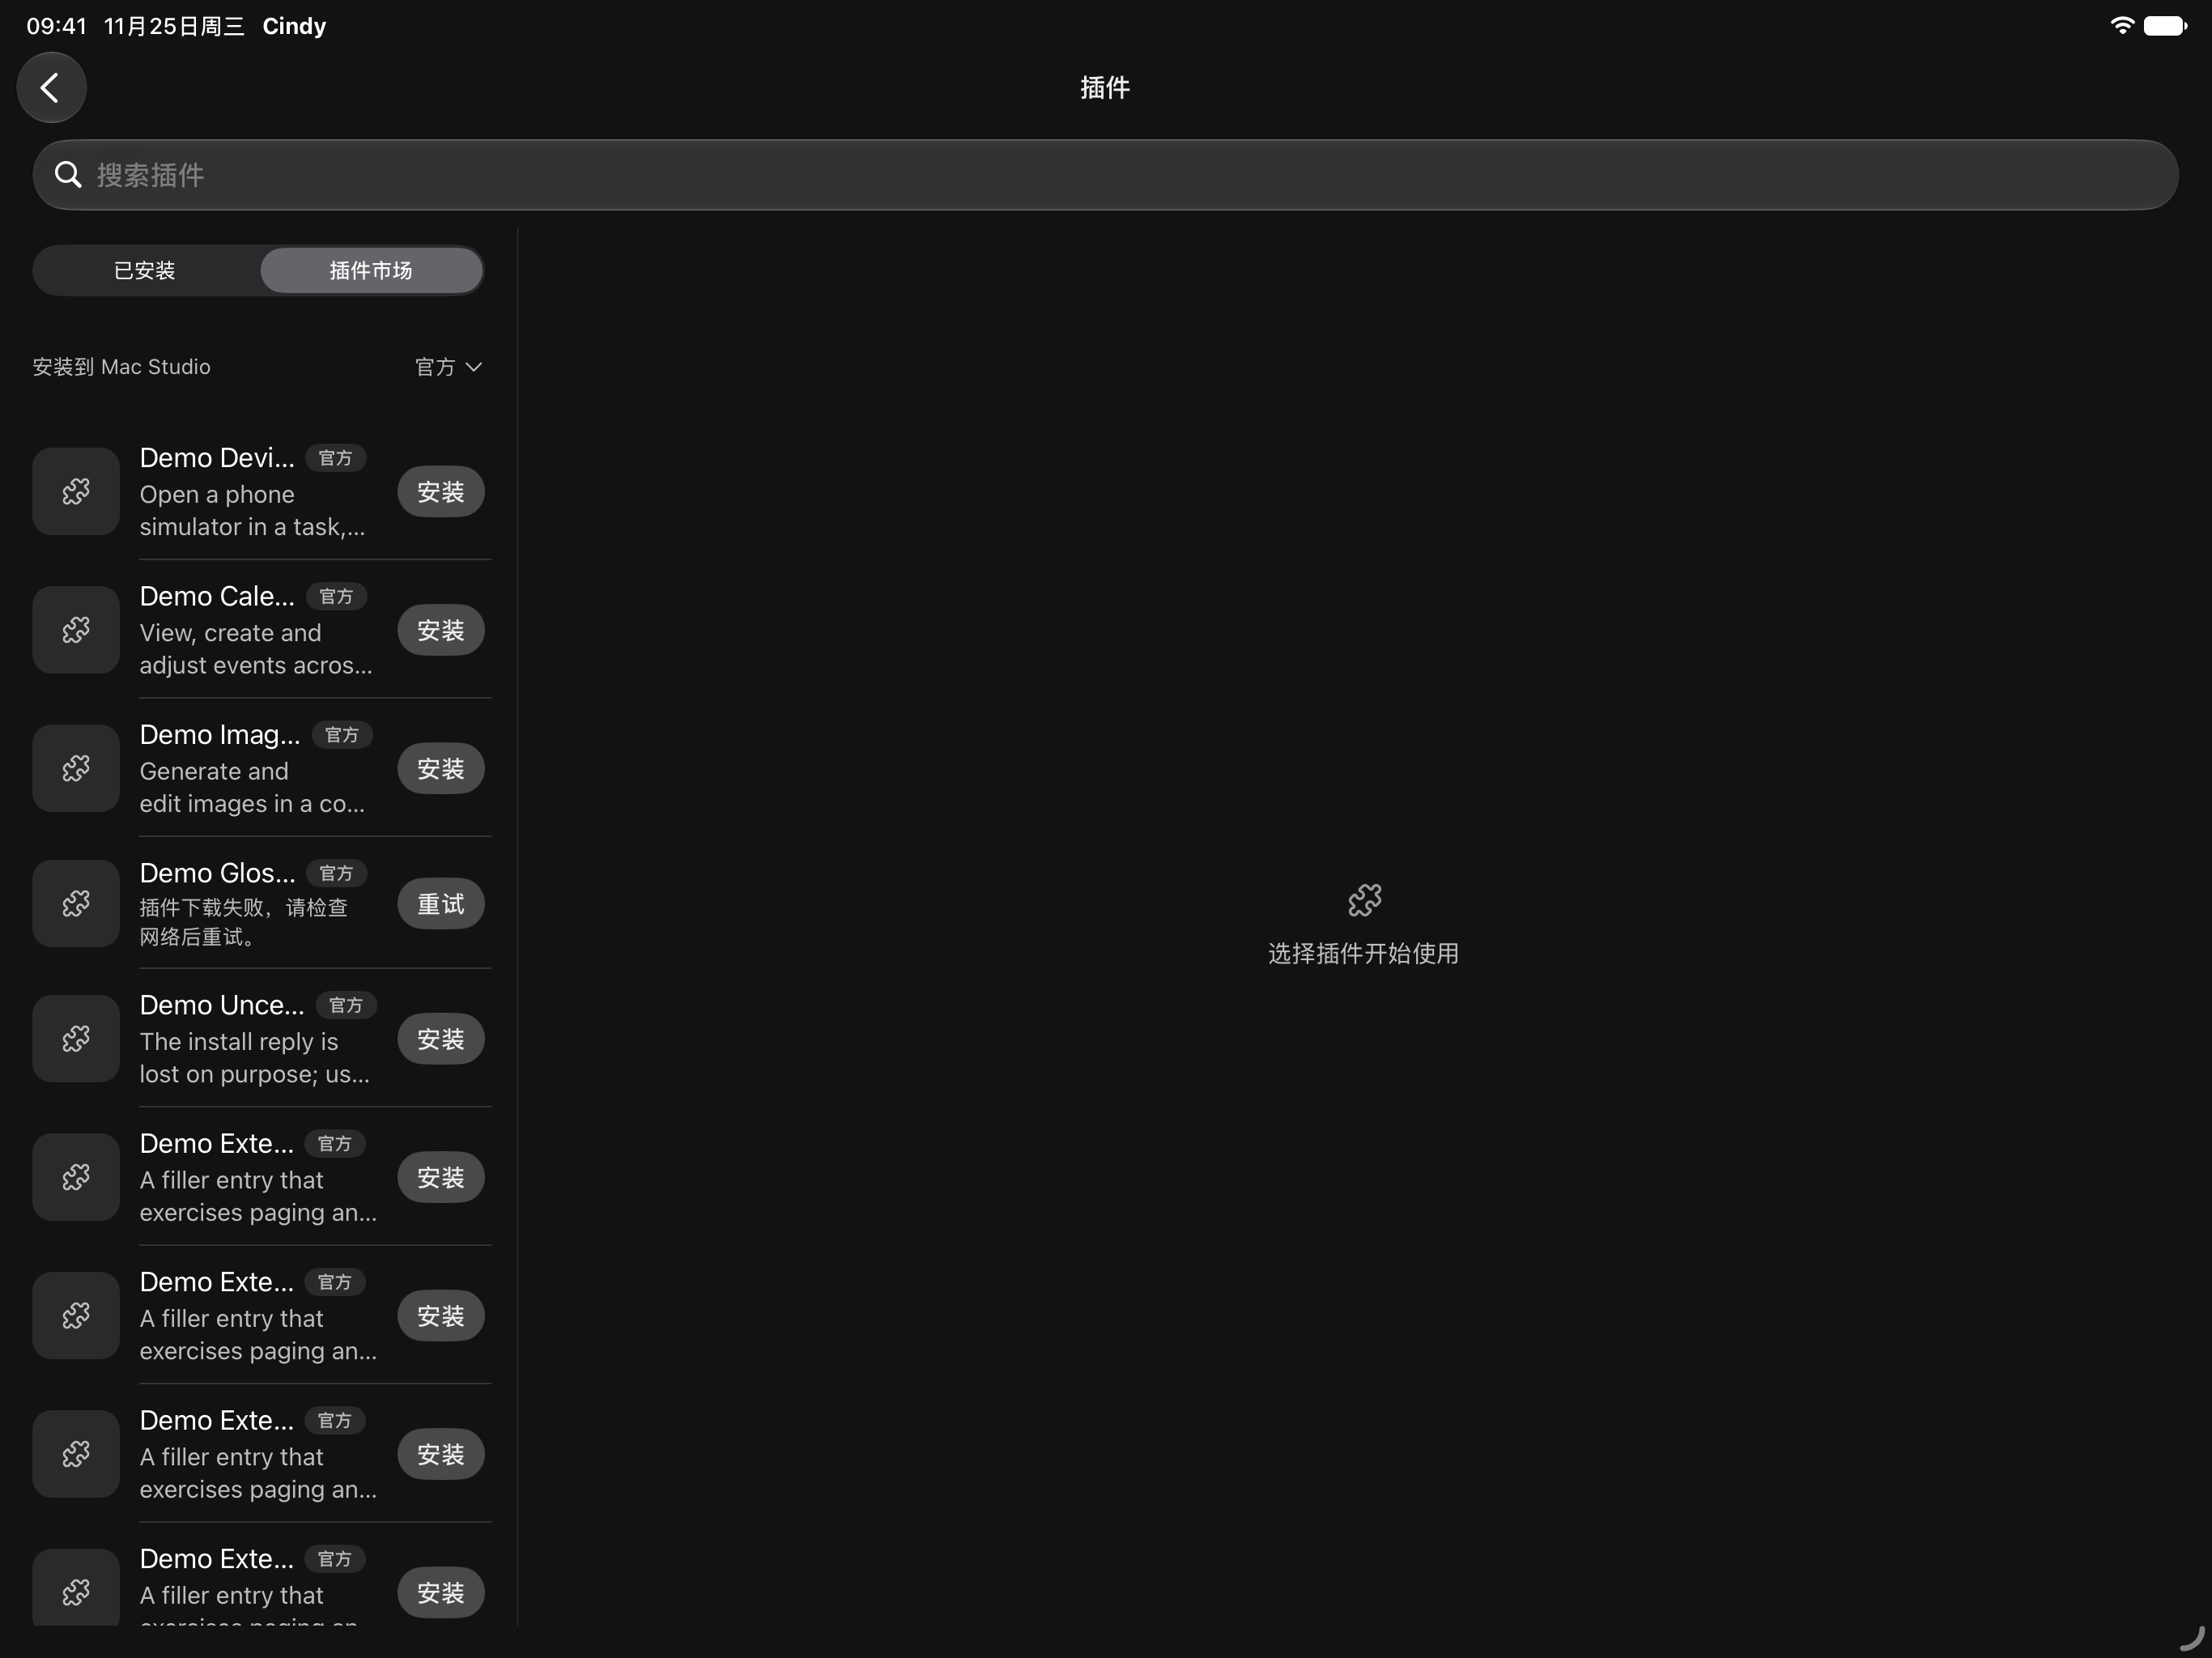 09:41 11月25日周三 Cindy
插件
搜索插件
已安装 插件市场
安装到 Mac Studio 官方
Demo Devi... 官方
Open a phone
simulator in a task,...
安装
Demo Cale... 官方
View, create and
adjust events acros...
安装
Demo Imag... 官方
Generate and
edit images in a co...
安装
Demo Glos... 官方
插件下载失败，请检查
网络后重试。
重试
Demo Unce... 官方
The install reply is
lost on purpose; us...
安装
Demo Exte... 官方
A filler entry that
exercises paging an...
安装
Demo Exte... 官方
A filler entry that
exercises paging an...
安装
Demo Exte... 官方
A filler entry that
exercises paging an...
安装
Demo Exte... 官方
A filler entry that
安装
选择插件开始使用